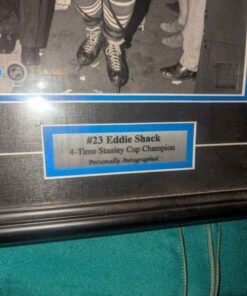 #23 Eddie Shack
4-Time Stanley Cup Champion
Personally Autographed